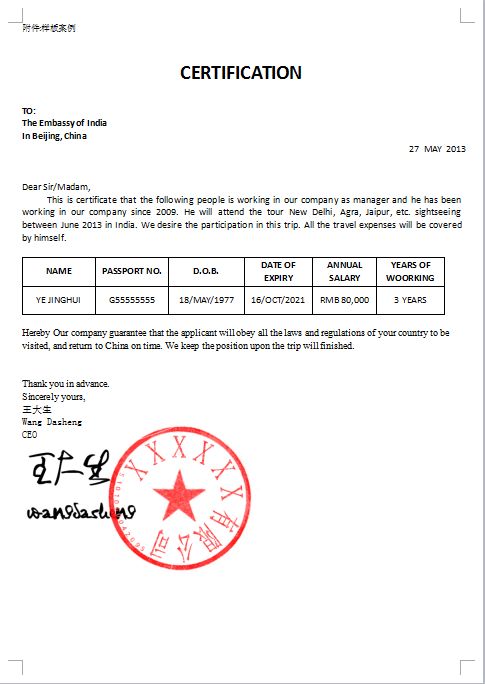 附件:样板案例
CERTIFICATION
TO:
The Embassy of India
In Beijing, China
27 MAY 2013
Dear Sir/Madam,
This is certificate that the following people is working in our company as manager and he has been
working in our company since 2009. He will attend the tour New Delhi, Agra, Jaipur, etc. sightseeing
between June 2013 in India. We desire the participation in this trip. All the travel expenses will be covered
by himself.
NAME PASSPORT NO. D.O.B. DATE OF EXPIRY ANNUAL SALARY YEARS OF WOORKING
YE JINGHUI G55555555 18/MAY/1977 16/OCT/2021 RMB 80,000 3 YEARS
Hereby Our company guarantee that the applicant will obey all the laws and regulations of your country to be
visited, and return to China on time. We keep the position upon the trip will finished.
Thank you in advance.
Sincerely yours,
王大生
Wang Dasheng
CEO
王大生
wangdasheng
XXXXXXX有限公司